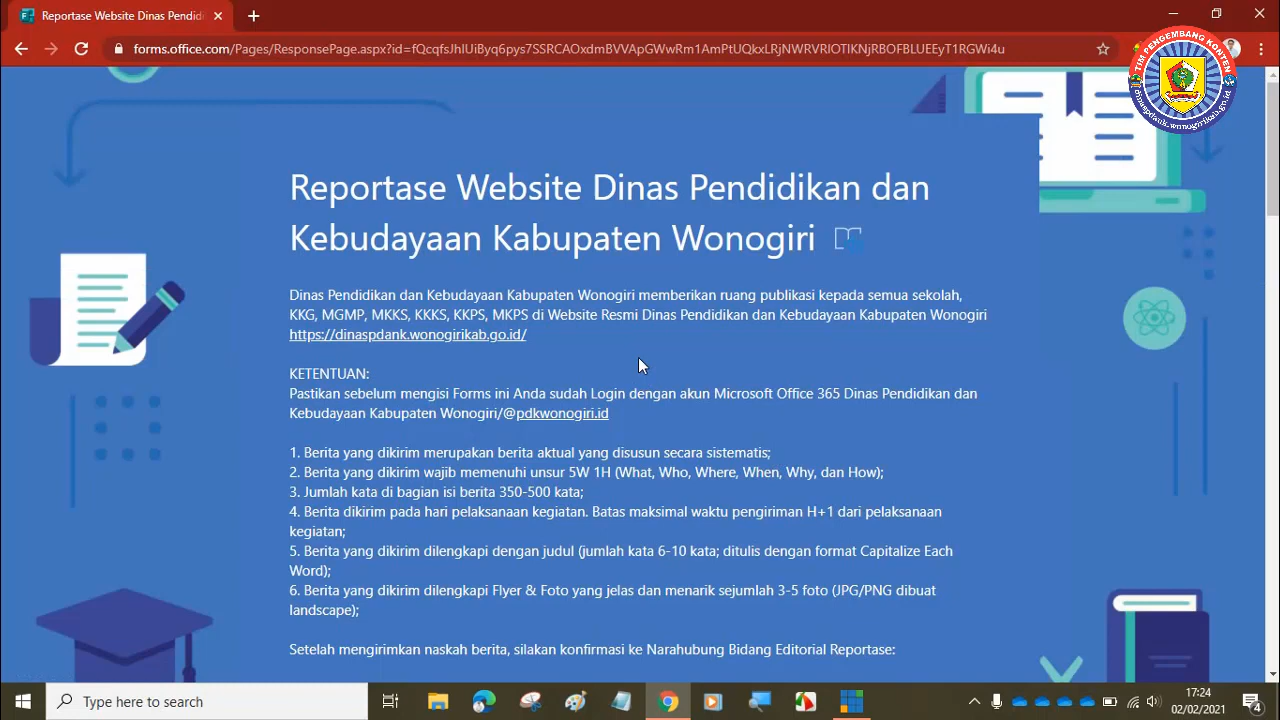 Reportase Website Dinas Pendidi
forms.office.com/Pages/ResponsePage.aspx?id=fQcqfsJhIUiByq6pys7SSRCAOxdmBVVApGWwRm1AmPtUQkxLRjNWRVRIOTlKNjRBOFBLUEEyT1RGWi4u
TIM PENGEMBANG KONTEN
dinaspdank.wonogirikab.go.id
Reportase Website Dinas Pendidikan dan
Kebudayaan Kabupaten Wonogiri
Dinas Pendidikan dan Kebudayaan Kabupaten Wonogiri memberikan ruang publikasi kepada semua sekolah,
KKG, MGMP, MKKS, KKKS, KKPS, MKPS di Website Resmi Dinas Pendidikan dan Kebudayaan Kabupaten Wonogiri
https://dinaspdank.wonogirikab.go.id/
KETENTUAN:
Pastikan sebelum mengisi Forms ini Anda sudah Login dengan akun Microsoft Office 365 Dinas Pendidikan dan
Kebudayaan Kabupaten Wonogiri/@pdkwonogiri.id
1. Berita yang dikirim merupakan berita aktual yang disusun secara sistematis;
2. Berita yang dikirim wajib memenuhi unsur 5W 1H (What, Who, Where, When, Why, dan How);
3. Jumlah kata di bagian isi berita 350-500 kata;
4. Berita dikirim pada hari pelaksanaan kegiatan. Batas maksimal waktu pengiriman H+1 dari pelaksanaan
kegiatan;
5. Berita yang dikirim dilengkapi dengan judul (jumlah kata 6-10 kata; ditulis dengan format Capitalize Each
Word);
6. Berita yang dikirim dilengkapi Flyer & Foto yang jelas dan menarik sejumlah 3-5 foto (JPG/PNG dibuat
landscape);
Setelah mengirimkan naskah berita, silakan konfirmasi ke Narahubung Bidang Editorial Reportase:
Type here to search
17:24
02/02/2021
4